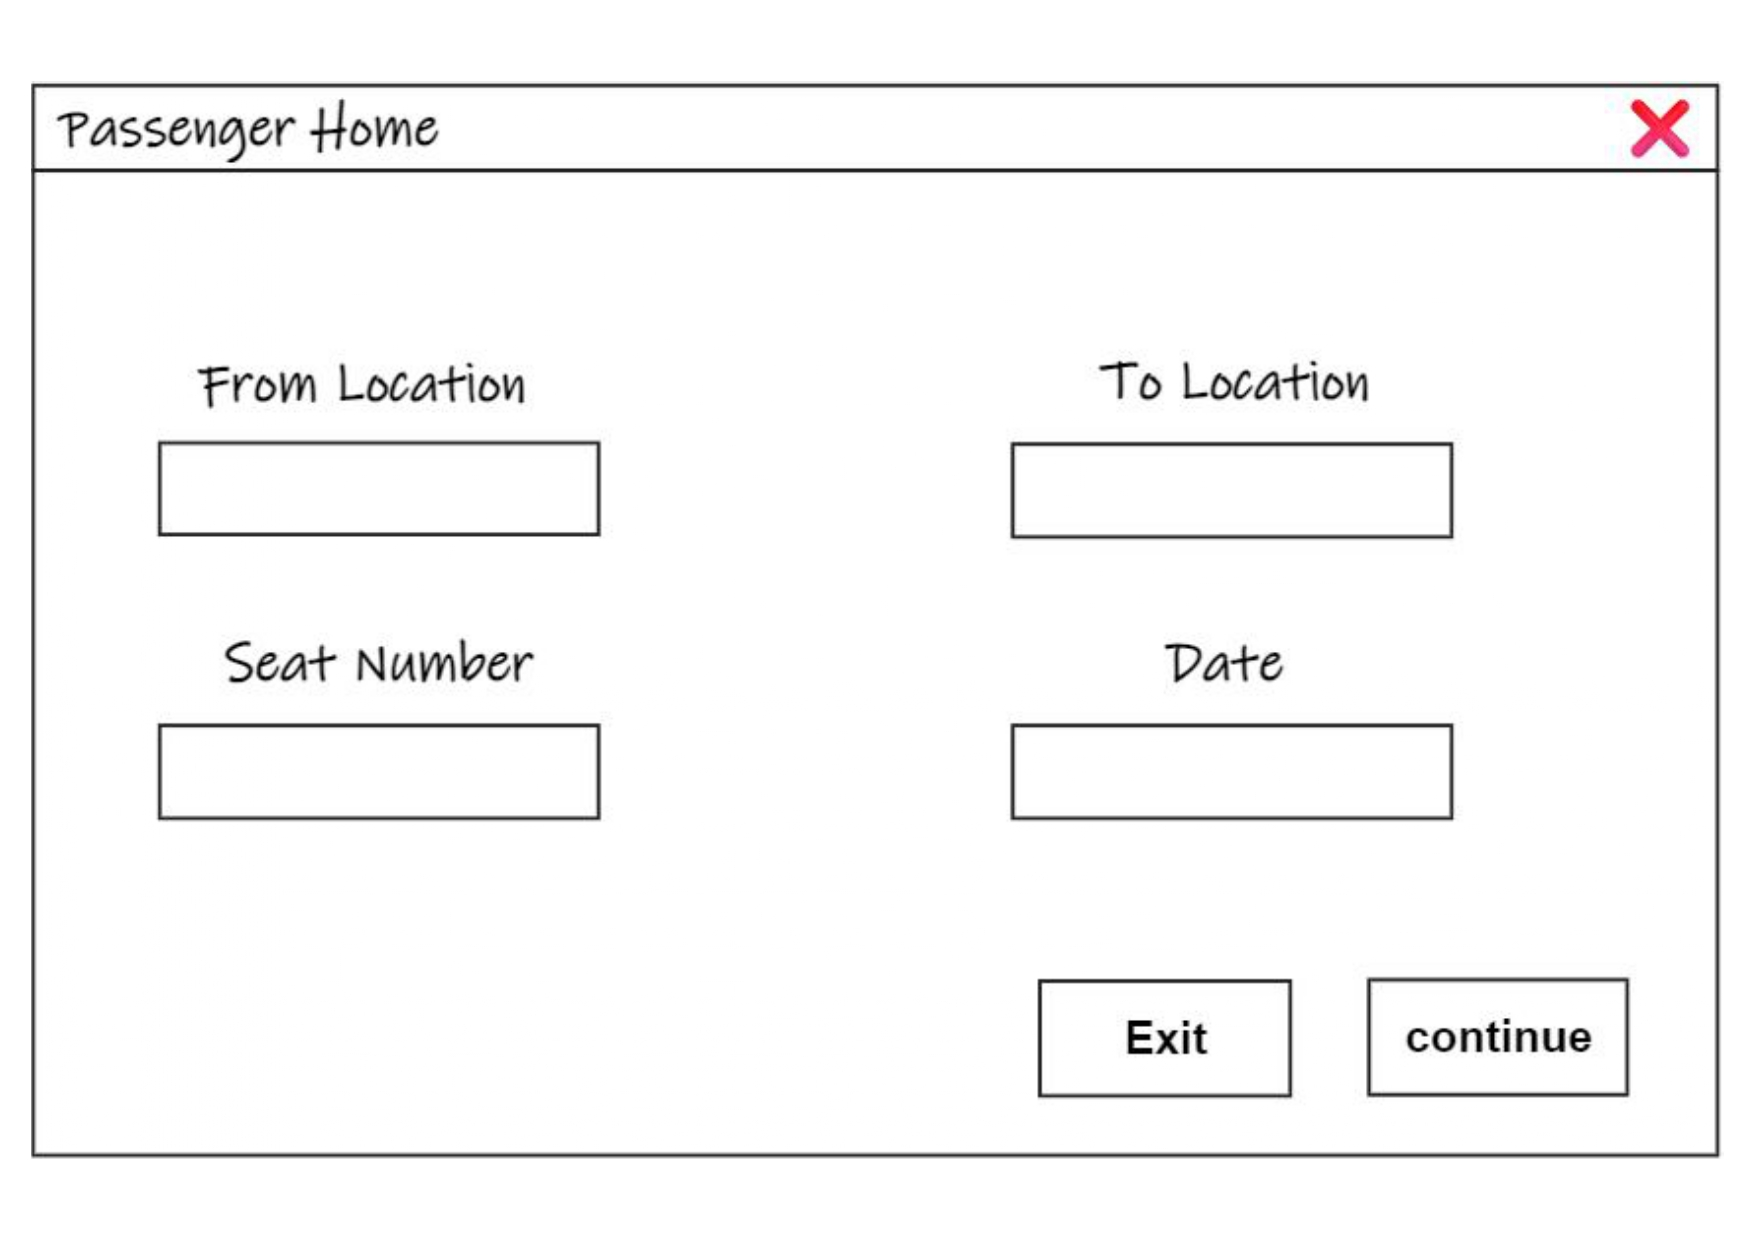 Passenger Home
From Location
To Location
Seat Number
Date
Exit
continue